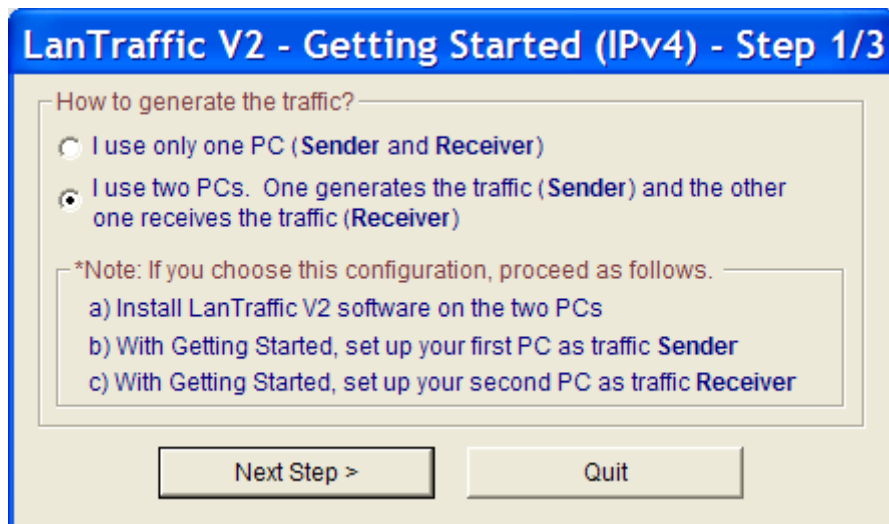 LanTraffic V2 - Getting Started (IPv4) - Step 1/3
How to generate the traffic?
I use only one PC (Sender and Receiver)
I use two PCs. One generates the traffic (Sender) and the other
one receives the traffic (Receiver)
*Note: If you choose this configuration, proceed as follows.
a) Install LanTraffic V2 software on the two PCs
b) With Getting Started, set up your first PC as traffic Sender
c) With Getting Started, set up your second PC as traffic Receiver
Next Step >
Quit